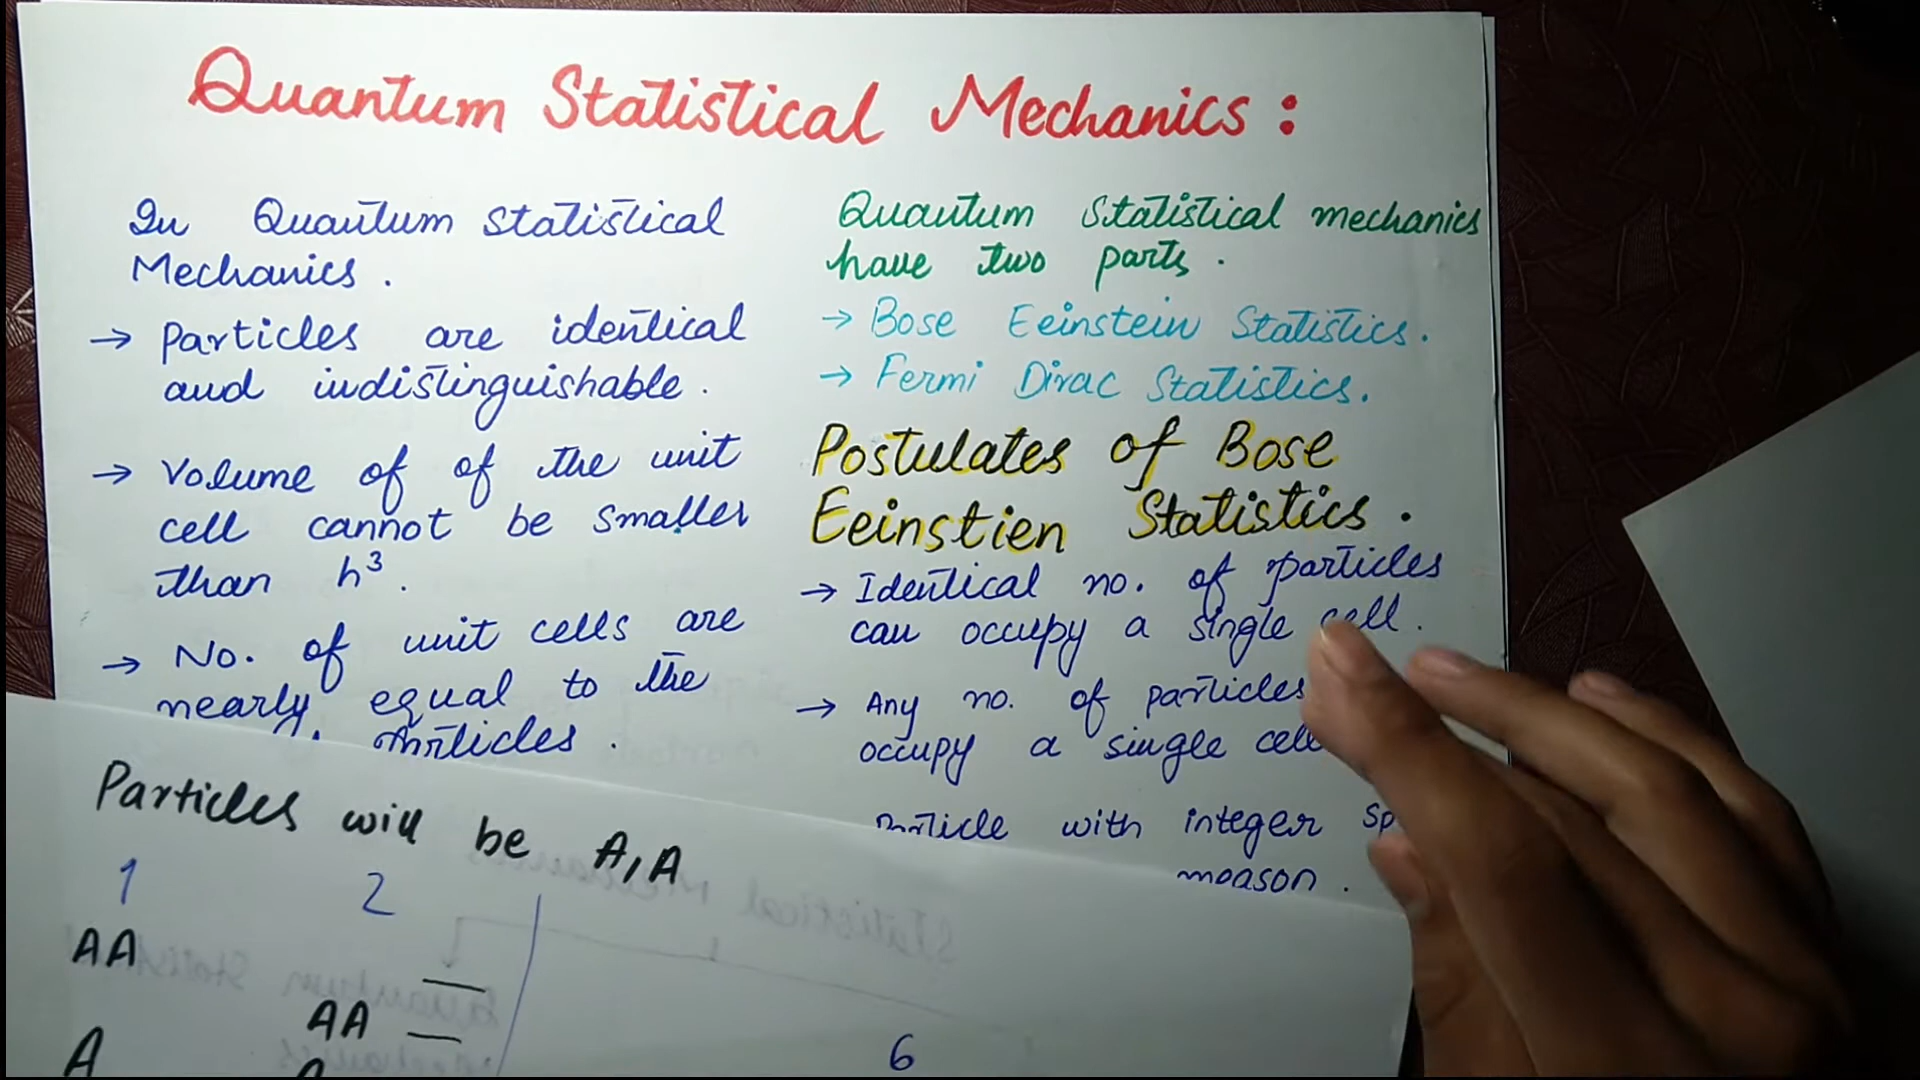 Quantum Statistical Mechanics:
In Quantum Statistical
Mechanics.
→ Particles are identical
and indistinguishable.
→ Volume of of the unit
cell cannot be smaller
than h³.
→ No. of unit cells are
nearly equal to the
Particles.
Quantum Statistical mechanics
have two parts.
→ Bose Eeinstein Statistics.
→ Fermi Dirac Statistics.
Postulates of Bose
Eeinstien Statistics.
→ Identical no. of particles
can occupy a single cell.
→ Any no. of particles
occupy a single cell
Particle with integer
meason.
Particles will be A,A
1 2
AA
AA
A
6